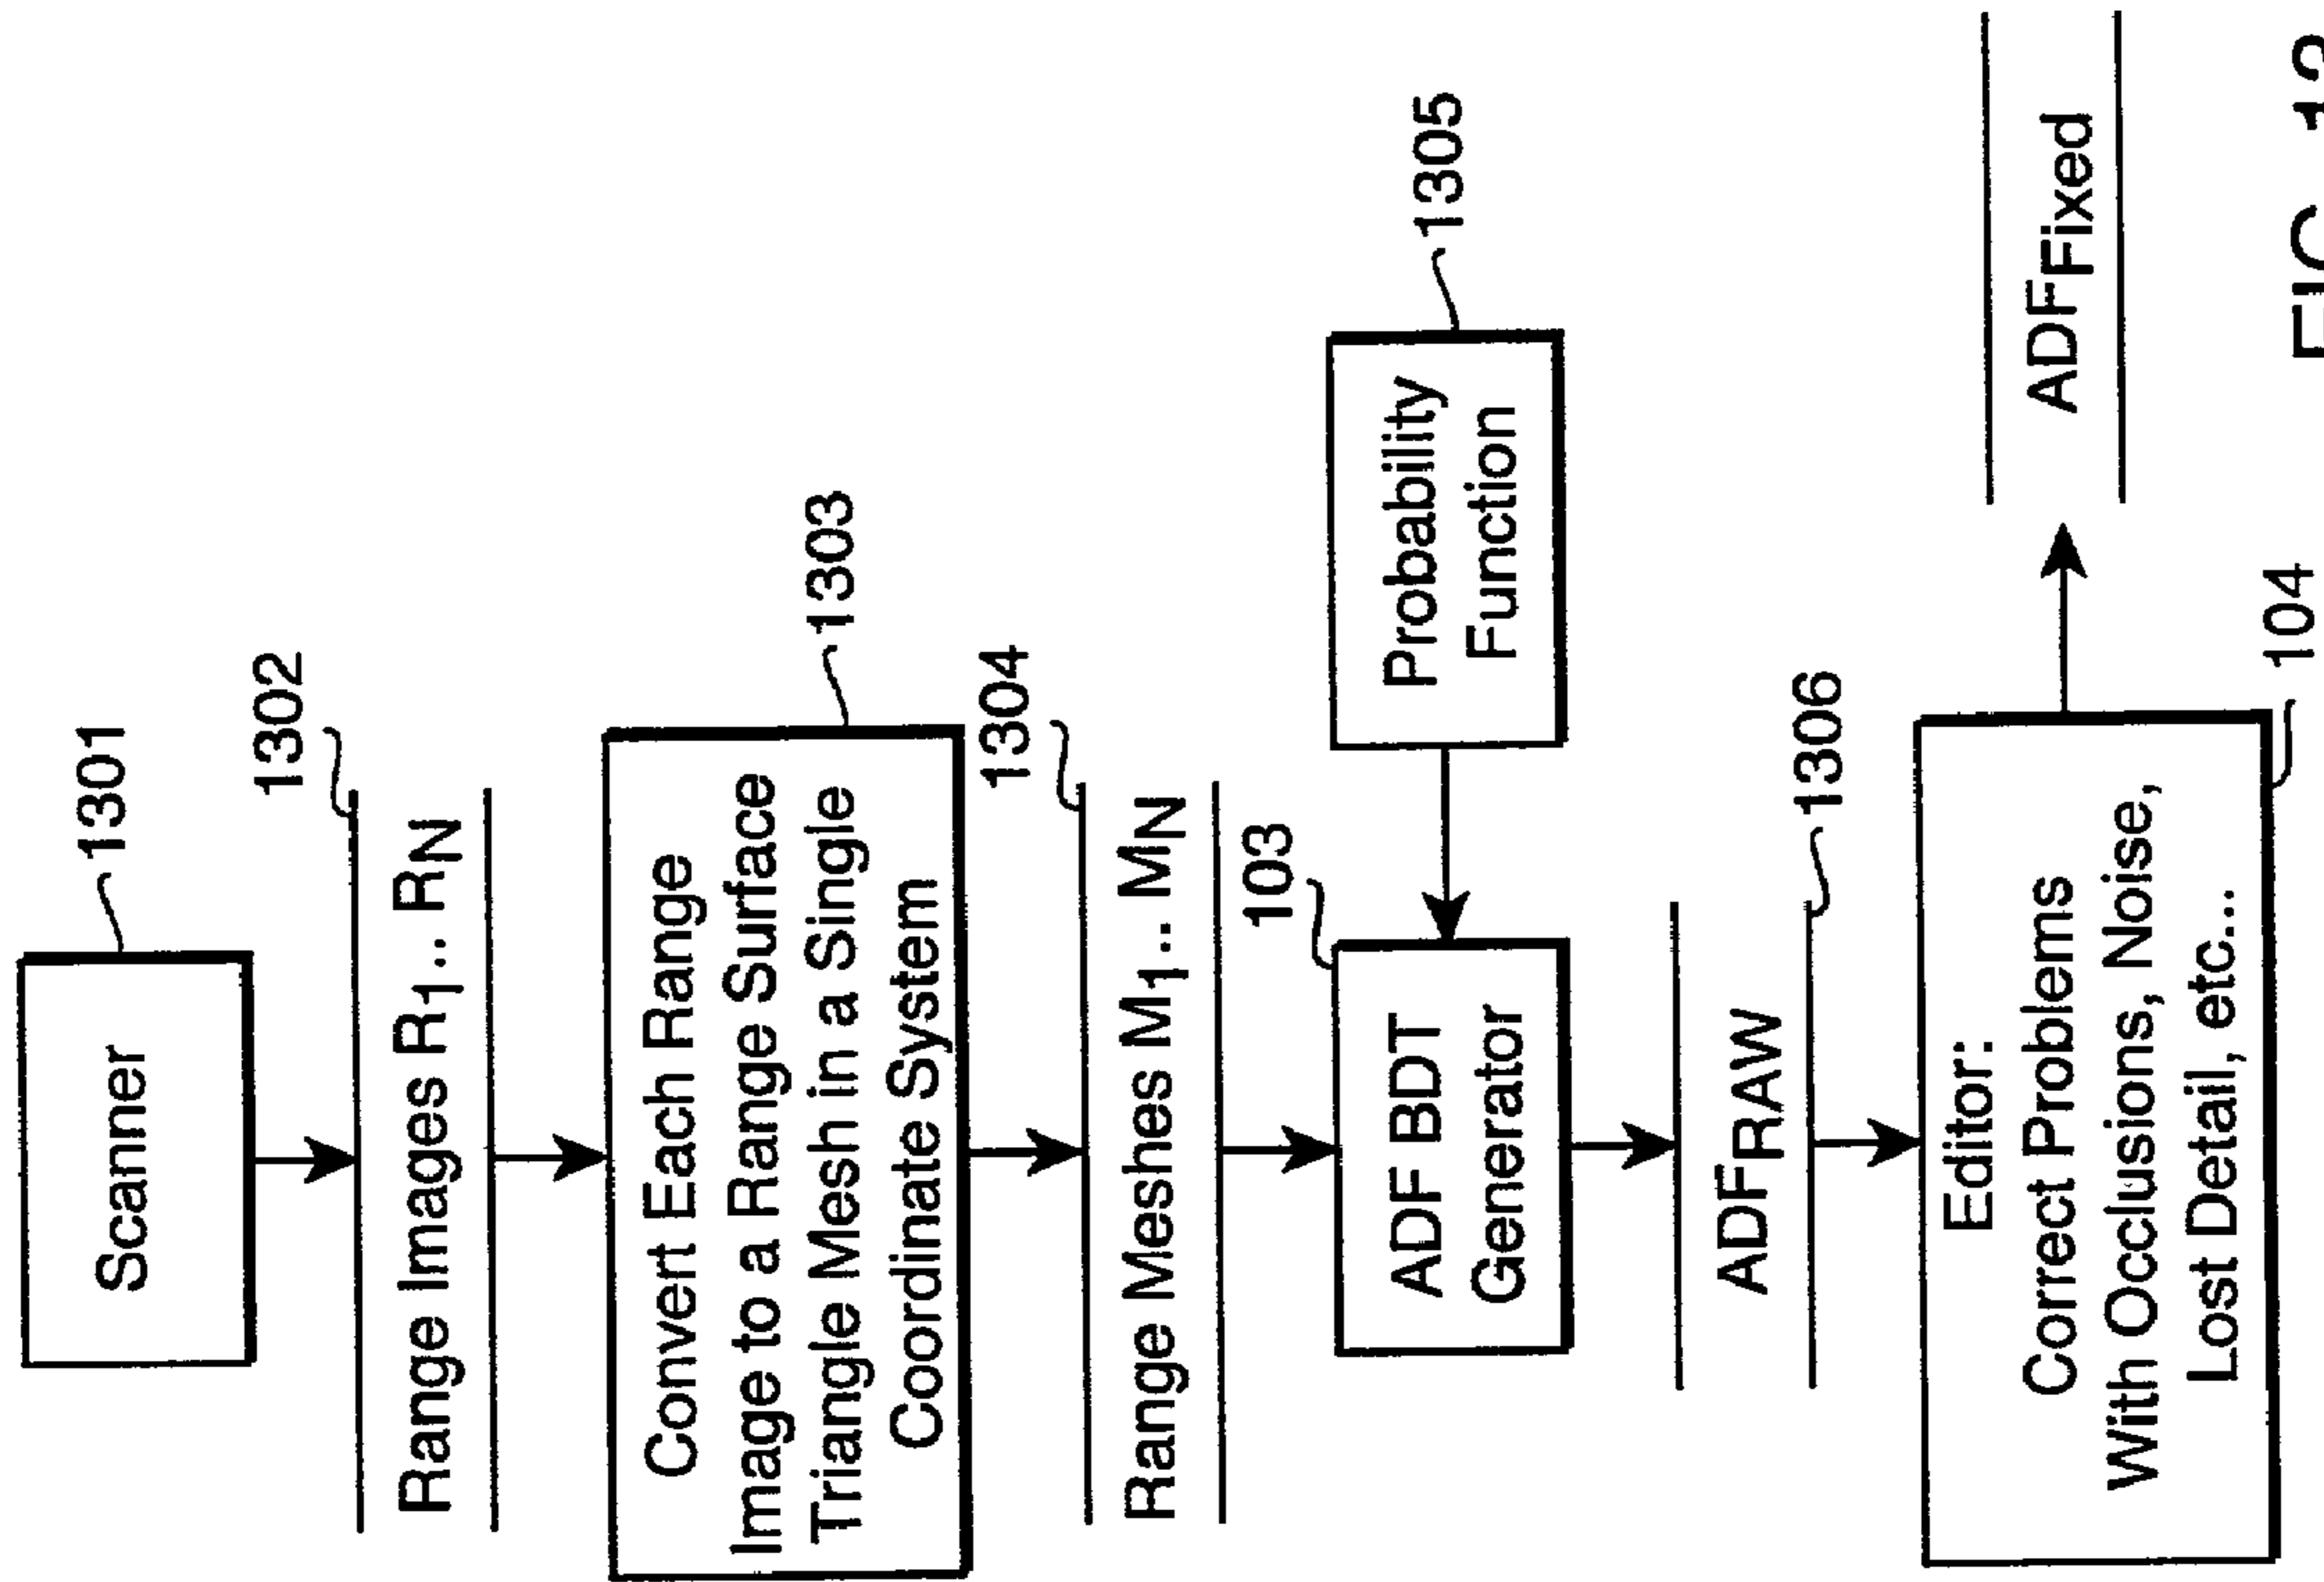 Scanner
1301
1302
Range Images R1.. RN
Convert Each Range
Image to a Range Surface
Triangle Mesh in a Single
Coordinate System
1303
1304
Range Meshes M1.. MN
103
ADF BDT
Generator
Probability
Function
1305
ADFRAW
1306
Editor:
Correct Problems
With Occlusions, Noise,
Lost Detail, etc...
104
ADFFixed